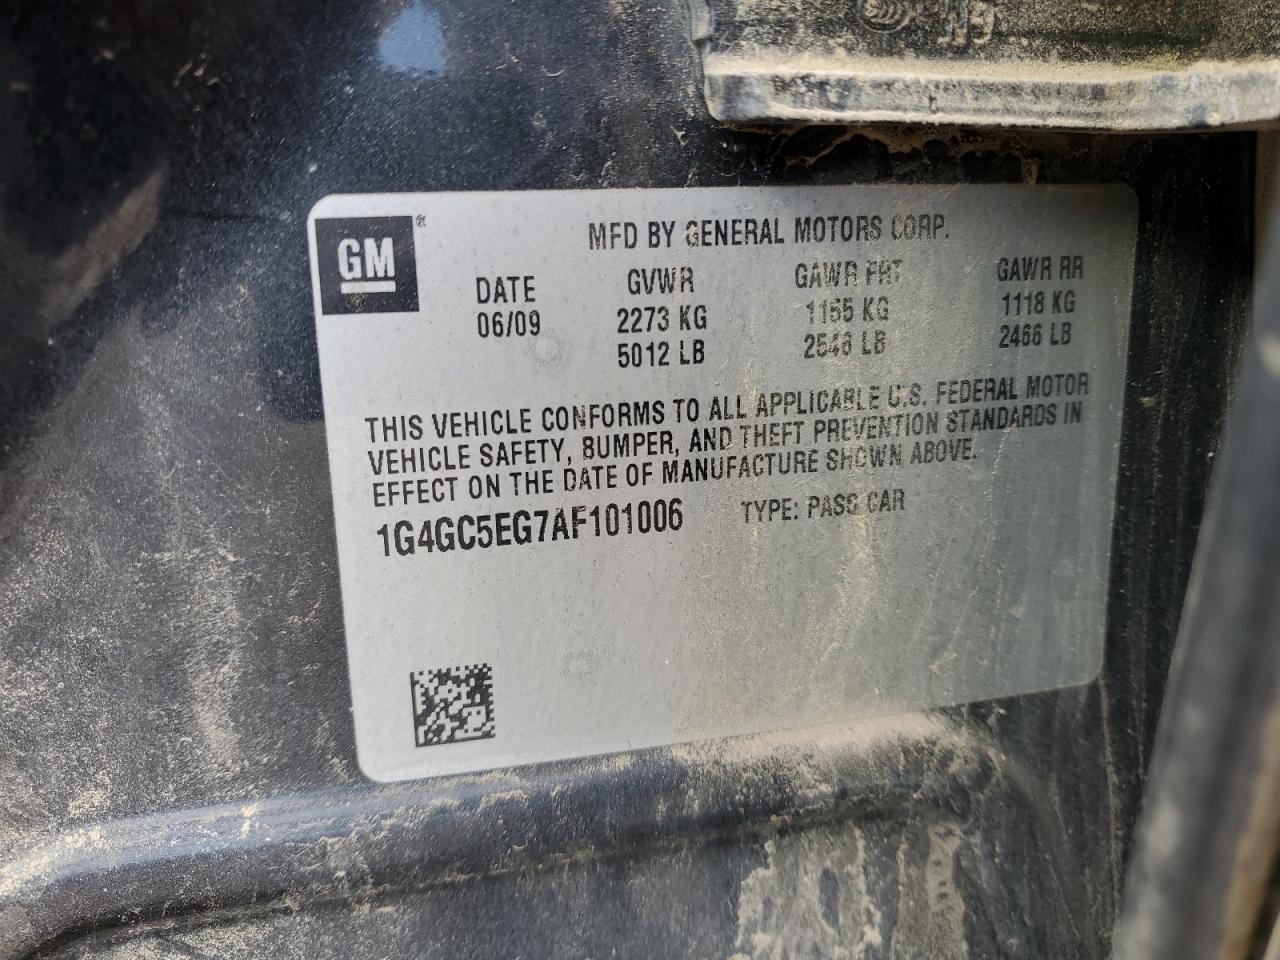 GM®
MFD BY GENERAL MOTORS CORP.
DATE GVWR GAWR FRT GAWR RR
06/09 2273 KG 1155 KG 1118 KG
5012 LB 2546 LB 2466 LB
THIS VEHICLE CONFORMS TO ALL APPLICABLE U.S. FEDERAL MOTOR
VEHICLE SAFETY, BUMPER, AND THEFT PREVENTION STANDARDS IN
EFFECT ON THE DATE OF MANUFACTURE SHOWN ABOVE.
1G4GC5EG7AF101006 TYPE: PASS CAR